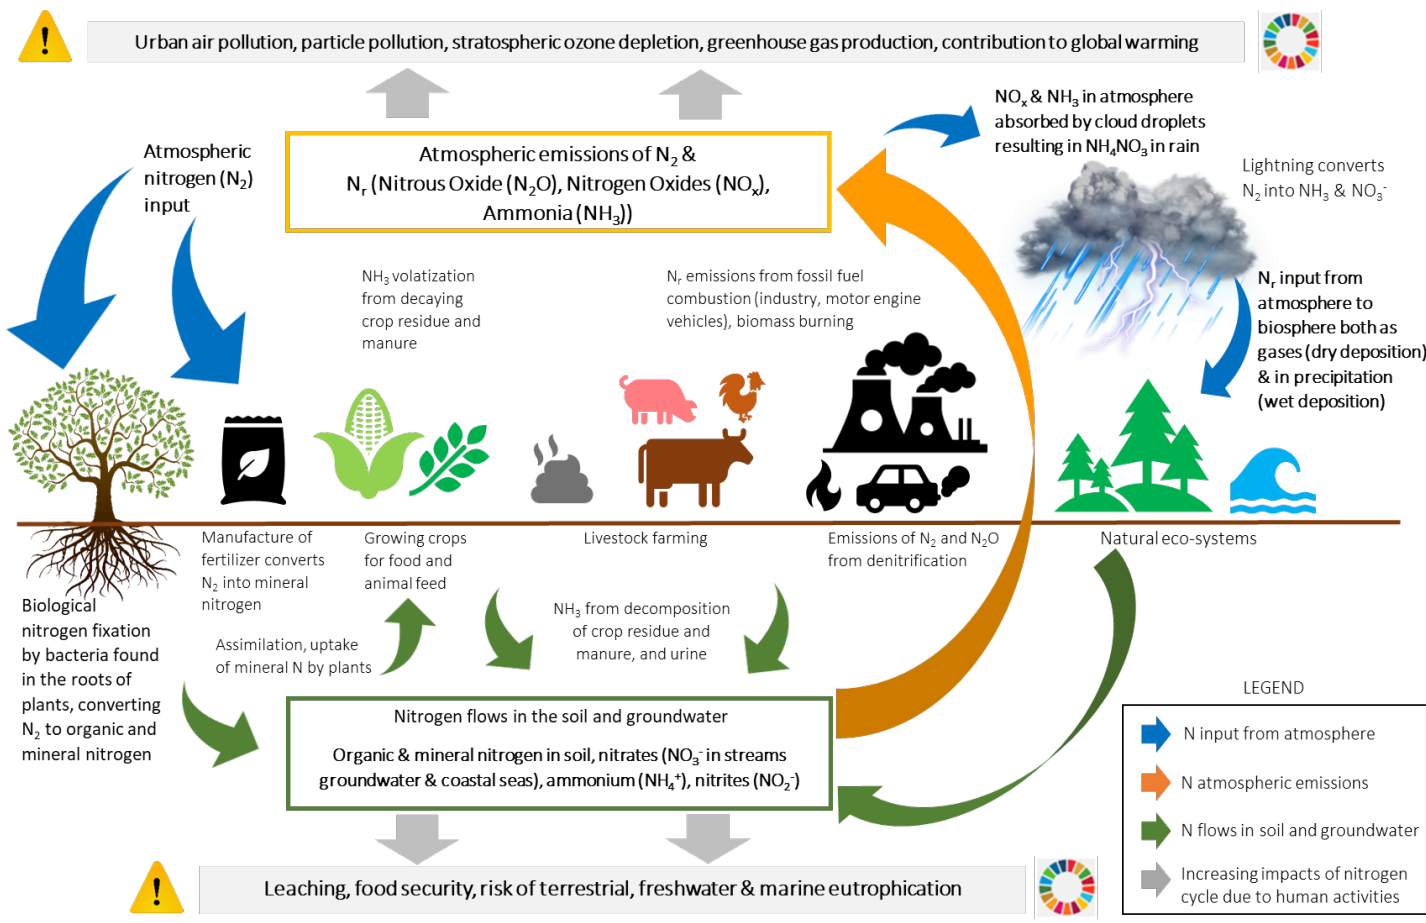 Urban air pollution, particle pollution, stratospheric ozone depletion, greenhouse gas production, contribution to global warming
Atmospheric
nitrogen (N₂)
input
Atmospheric emissions of N₂ &
Nᵣ (Nitrous Oxide (N₂O), Nitrogen Oxides (NOₓ),
Ammonia (NH₃))
NOₓ & NH₃ in atmosphere
absorbed by cloud droplets
resulting in NH₄NO₃ in rain
Lightning converts
N₂ into NH₃ & NO₃⁻
NH₃ volatization
from decaying
crop residue and
manure
Nᵣ emissions from fossil fuel
combustion (industry, motor engine
vehicles), biomass burning
Nᵣ input from
atmosphere to
biosphere both as
gases (dry deposition)
& in precipitation
(wet deposition)
Manufacture of
fertilizer converts
N₂ into mineral
nitrogen
Growing crops
for food and
animal feed
Livestock farming
Emissions of N₂ and N₂O
from denitrification
Natural eco-systems
Biological
nitrogen fixation
by bacteria found
in the roots of
plants, converting
N₂ to organic and
mineral nitrogen
Assimilation, uptake
of mineral N by plants
NH₃ from decomposition
of crop residue and
manure, and urine
Nitrogen flows in the soil and groundwater
Organic & mineral nitrogen in soil, nitrates (NO₃⁻ in streams
groundwater & coastal seas), ammonium (NH₄⁺), nitrites (NO₂⁻)
LEGEND
N input from atmosphere
N atmospheric emissions
N flows in soil and groundwater
Increasing impacts of nitrogen
cycle due to human activities
Leaching, food security, risk of terrestrial, freshwater & marine eutrophication